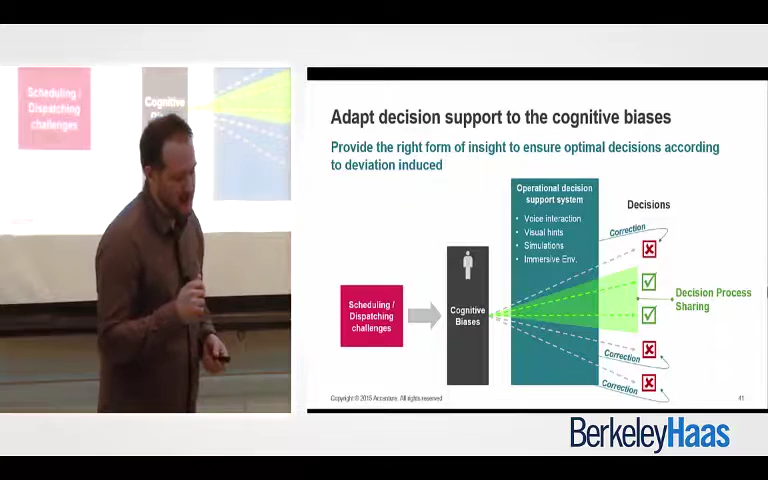 Scheduling /
Dispatching
challenges
Cognitive
Adapt decision support to the cognitive biases
Provide the right form of insight to ensure optimal decisions according
to deviation induced
Operational decision
support system
• Voice interaction
• Visual hints
• Simulations
• Immersive Env.
Decisions
Correction
Decision Process
Sharing
Scheduling /
Dispatching
challenges
Cognitive
Biases
Correction
Correction
Copyright © 2015 Accenture. All rights reserved
41
BerkeleyHaas